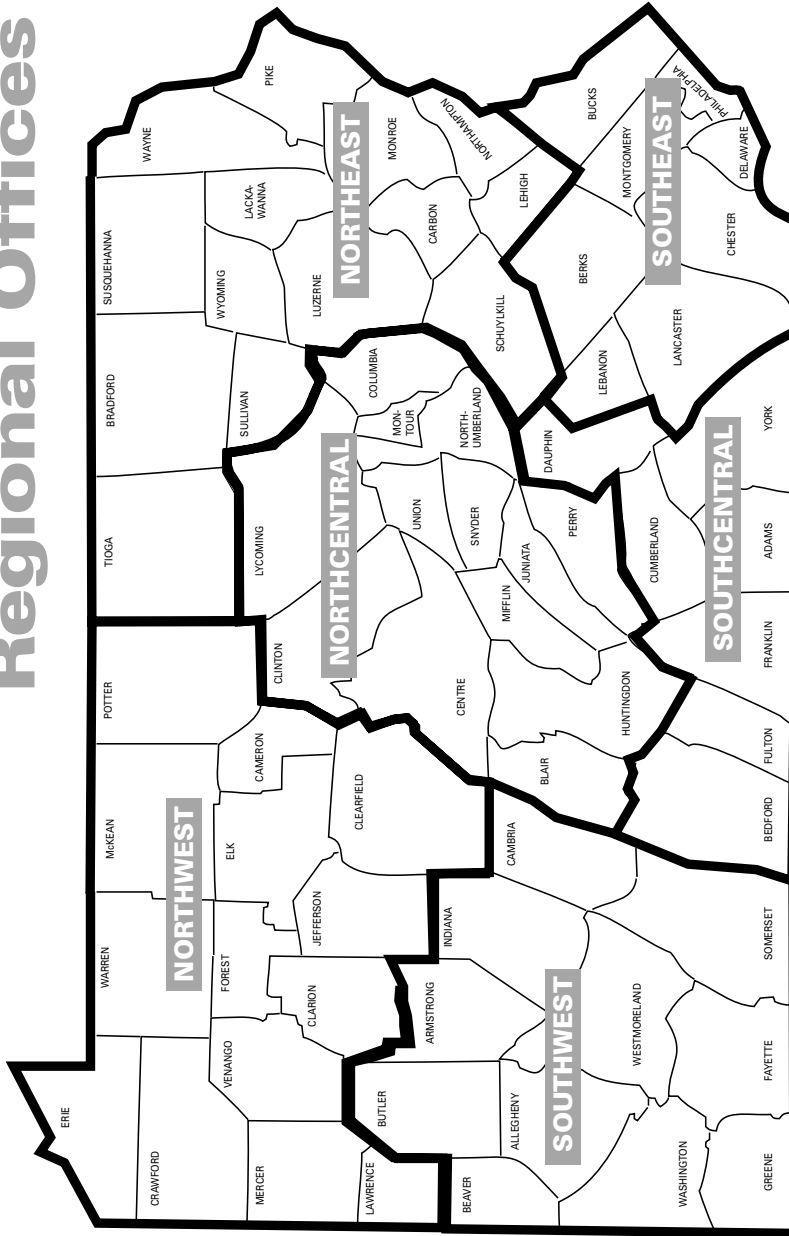 Regional Offices
ERIE
CRAWFORD
MERCER
LAWRENCE
BEAVER
WASHINGTON
GREENE
WARREN
FOREST
VENANGO
CLARION
BUTLER
ARMSTRONG
ALLEGHENY
SOUTHWEST
WESTMORELAND
FAYETTE
McKEAN
NORTHWEST
ELK
JEFFERSON
INDIANA
SOMERSET
POTTER
CAMERON
CLEARFIELD
CAMBRIA
BLAIR
BEDFORD
TIOGA
LYCOMING
CLINTON
NORTHCENTRAL
CENTRE
UNION
SNYDER
MIFFLIN
JUNIATA
PERRY
HUNTINGDON
FULTON
FRANKLIN
BRADFORD
SULLIVAN
COLUMBIA
MON-
TOUR
NORTH-
UMBERLAND
DAUPHIN
CUMBERLAND
SOUTHCENTRAL
ADAMS
YORK
SUSQUEHANNA
WYOMING
LACKA-
WANNA
LUZERNE
NORTHEAST
CARBON
SCHUYLKILL
LEBANON
LANCASTER
WAYNE
PIKE
MONROE
NORTHAMPTON
LEHIGH
BERKS
BUCKS
MONTGOMERY
SOUTHEAST
PHILADELPHIA
DELAWARE
CHESTER